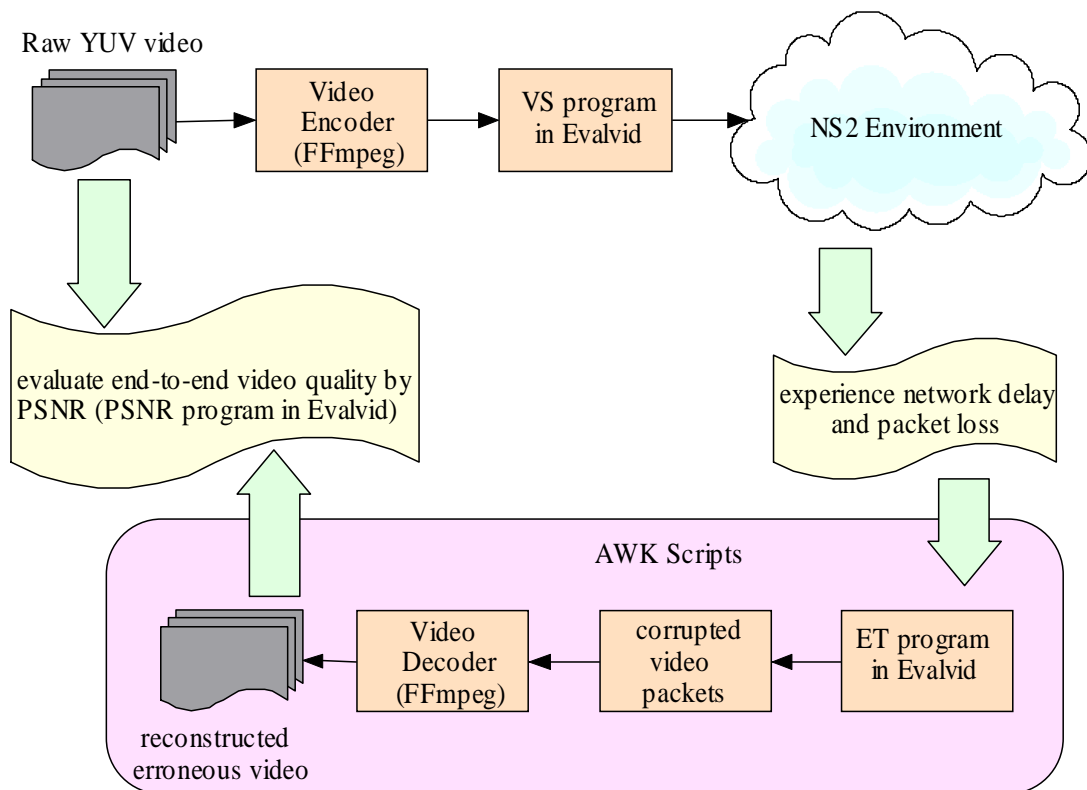 Raw YUV video
Video
Encoder
(FFmpeg)
VS program
in Evalvid
NS2 Environment
evaluate end-to-end video quality by
PSNR (PSNR program in Evalvid)
experience network delay
and packet loss
AWK Scripts
Video
Decoder
(FFmpeg)
corrupted
video
packets
ET program
in Evalvid
reconstructed
erroneous video